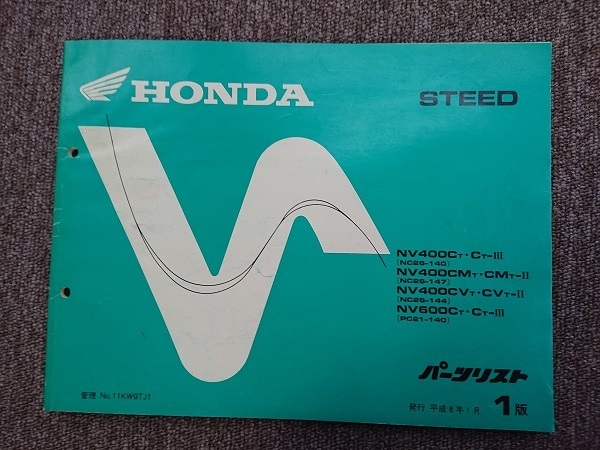 HONDA
STEED
NV400CT・CT-III
[NC26-140]
NV400CMT・CMT-II
[NC26-147]
NV400CVT・CVT-II
[NC26-144]
NV600CT・CT-III
[PC21-140]
パーツリスト
管理 No.11KW9TJ1
発行 平成8年1月 1版